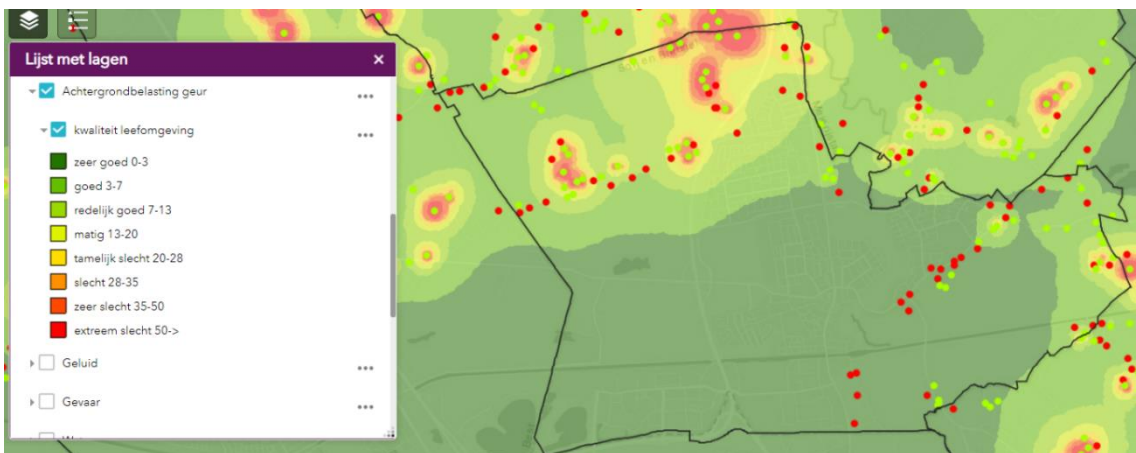 Lijst met lagen
Achtergrondbelasting geur
kwaliteit leefomgeving
zeer goed 0-3
goed 3-7
redelijk goed 7-13
matig 13-20
tamelijk slecht 20-28
slecht 28-35
zeer slecht 35-50
extreem slecht 50->
Geluid
Gevaar